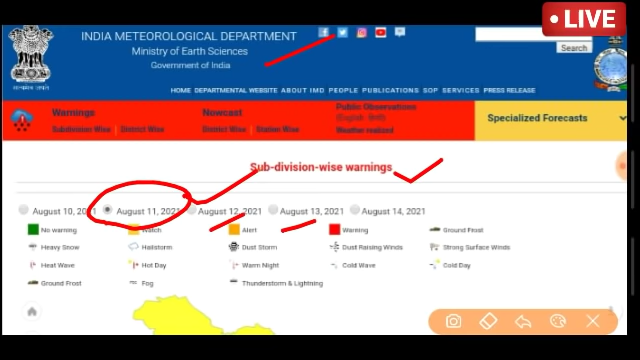 LIVE
INDIA METEOROLOGICAL DEPARTMENT
Ministry of Earth Sciences
Government of India
Search
HOME DEPARTMENTAL WEBSITE ABOUT IMD PEOPLE PUBLICATIONS SOP SERVICES PRESS RELEASE
Warnings
Subdivision Wise | District Wise
Nowcast
District Wise | Station Wise
Public Observations
Weather realised
Specialized Forecasts
Sub-division-wise warnings
August 10, 2021 August 11, 2021 August 12, 2021 August 13, 2021 August 14, 2021
No warning Watch Alert Warning Ground Frost
Heavy Snow Hailstorm Dust Storm Dust Raising Winds Strong Surface Winds
Heat Wave Hot Day Warm Night Cold Wave Cold Day
Ground Frost Fog Thunderstorm & Lightning